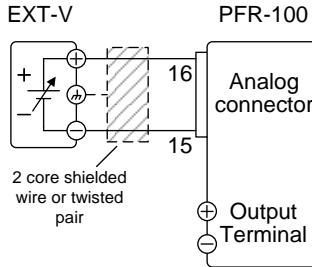 EXT-V
PFR-100
+
−
16
15
Analog
connector
2 core shielded
wire or twisted
pair
Output
Terminal